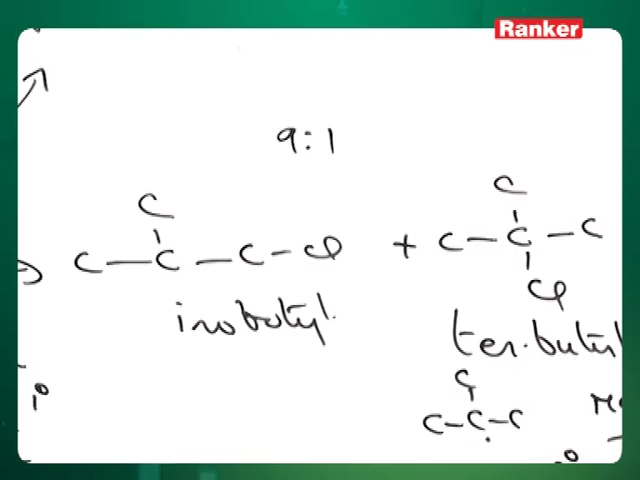 Ranker
9:1
C
C
C — C — C — Cl
+ C — C — C
Cl
isobutyl.
ter. butyl
C
C-C-C
i°